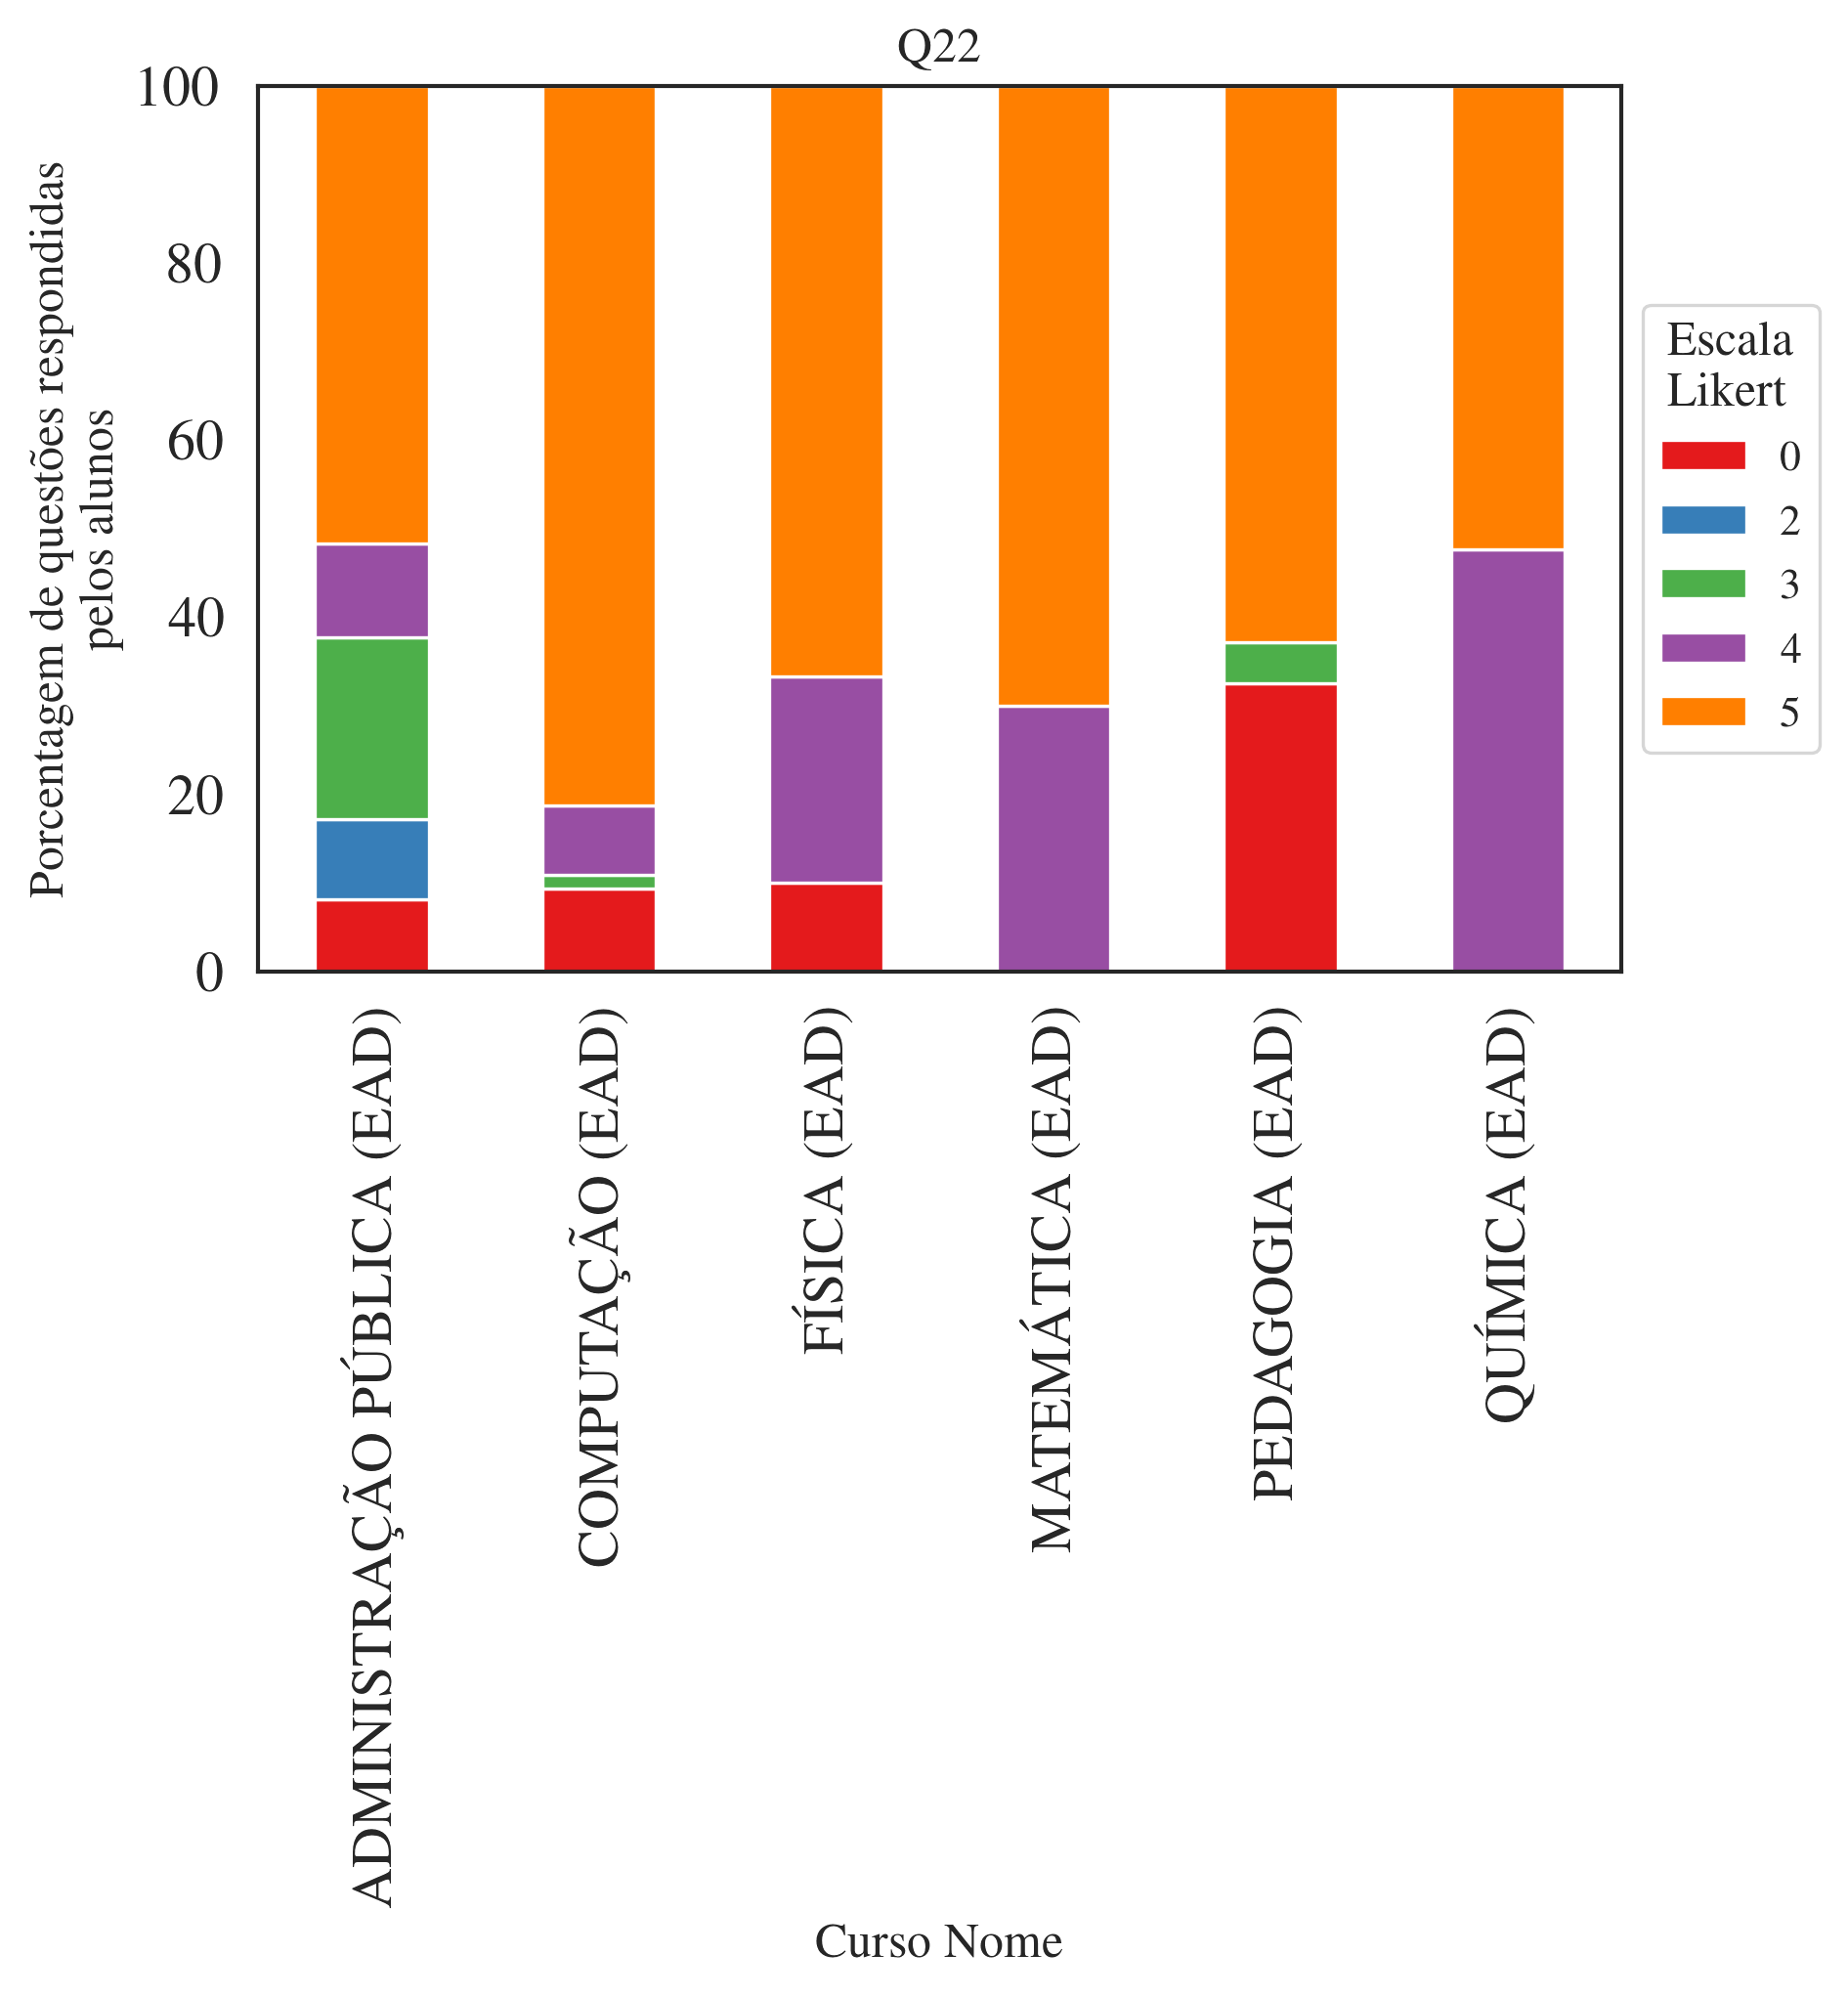 Q22
Porcentagem de questões respondidas
pelos alunos
100
80
60
40
20
0
Escala
Likert
0
2
3
4
5
ADMINISTRAÇÃO PÚBLICA (EAD)
COMPUTAÇÃO (EAD)
FÍSICA (EAD)
MATEMÁTICA (EAD)
PEDAGOGIA (EAD)
QUÍMICA (EAD)
Curso Nome